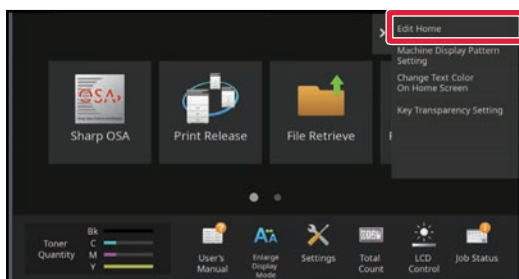 Edit Home
Machine Display Pattern
Setting
Change Text Color
On Home Screen
Key Transparency Setting
OSA
Sharp OSA
Print Release
File Retrieve
Toner
Quantity
Bk
C
M
Y
User's
Manual
Enlarge
Display
Mode
Settings
Total
Count
LCD
Control
Job Status